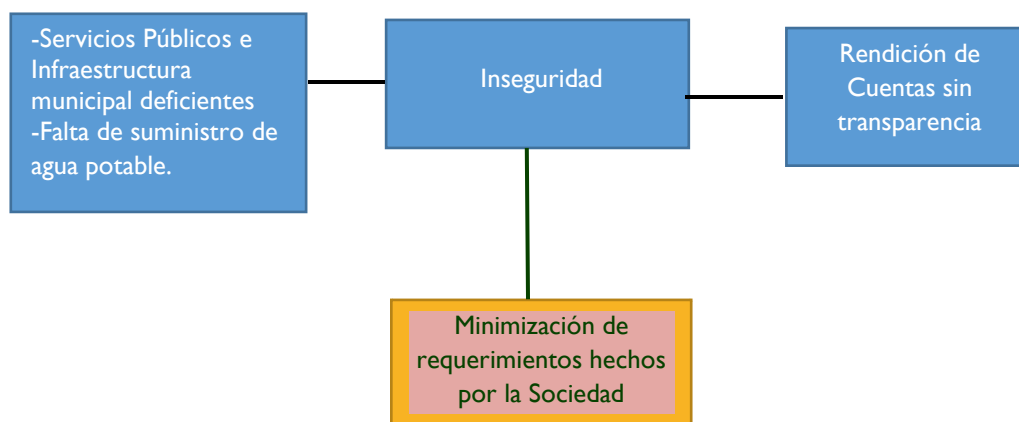 -Servicios Públicos e
Infraestructura
municipal deficientes
-Falta de suministro de
agua potable.
Inseguridad
Rendición de
Cuentas sin
transparencia
Minimización de
requerimientos hechos
por la Sociedad